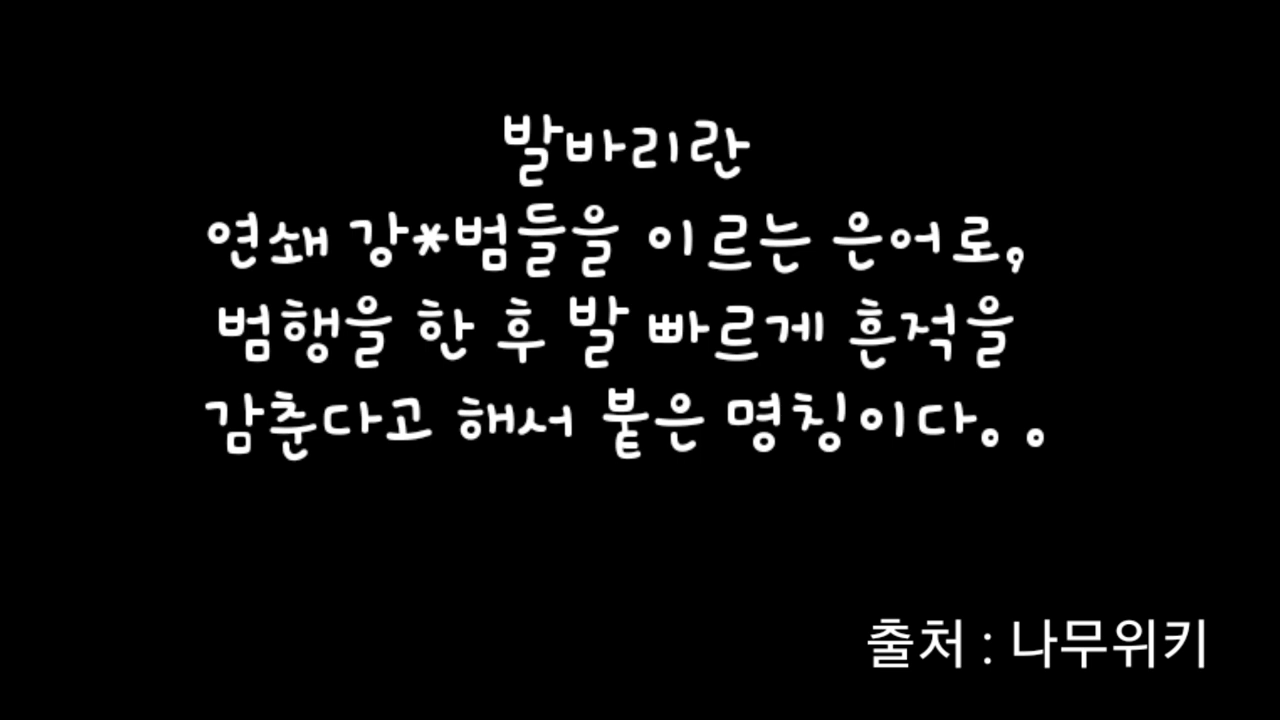 발바리란
연쇄 강*범들을 이르는 은어로,
범행을 한 후 발 빠르게 흔적을
감춘다고 해서 붙은 명칭이다. .
출처 : 나무위키